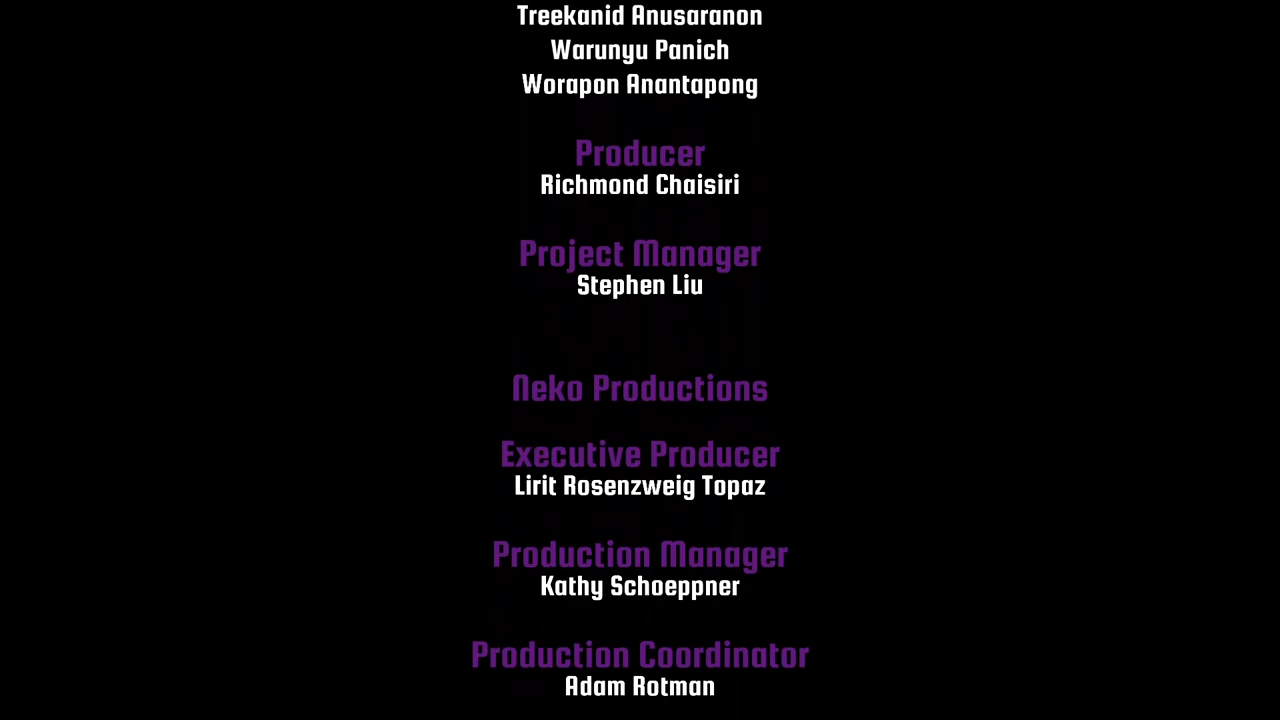 Treekanid Anusaranon
Warunyu Panich
Worapon Anantapong
Producer
Richmond Chaisiri
Project Manager
Stephen Liu
Neko Productions
Executive Producer
Lirit Rosenzweig Topaz
Production Manager
Kathy Schoeppner
Production Coordinator
Adam Rotman